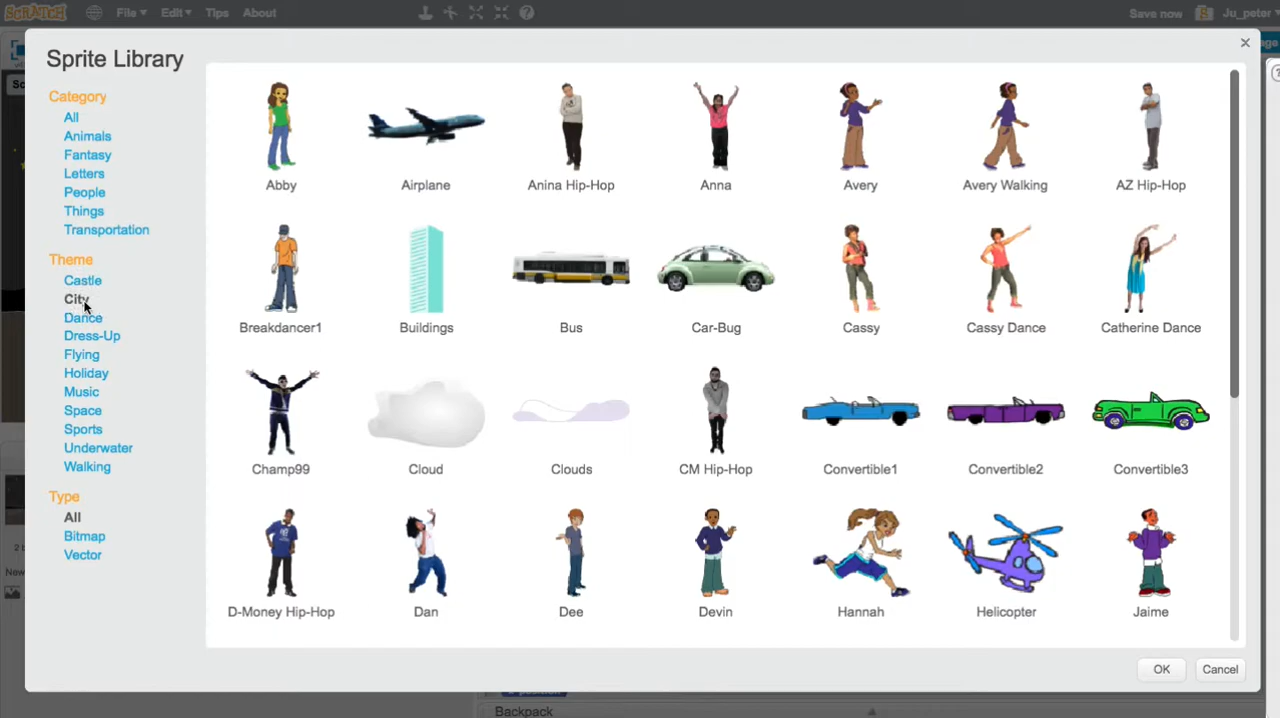 SCRATCH File Edit Tips About Save now Ju_peter
Sprite Library
Category
All
Animals
Fantasy
Letters
People
Things
Transportation
Theme
Castle
City
Dance
Dress-Up
Flying
Holiday
Music
Space
Sports
Underwater
Walking
Type
All
Bitmap
Vector
Abby Airplane Anina Hip-Hop Anna Avery Avery Walking AZ Hip-Hop
Breakdancer1 Buildings Bus Car-Bug Cassy Cassy Dance Catherine Dance
Champ99 Cloud Clouds CM Hip-Hop Convertible1 Convertible2 Convertible3
D-Money Hip-Hop Dan Dee Devin Hannah Helicopter Jaime
OK Cancel
New
Backpack